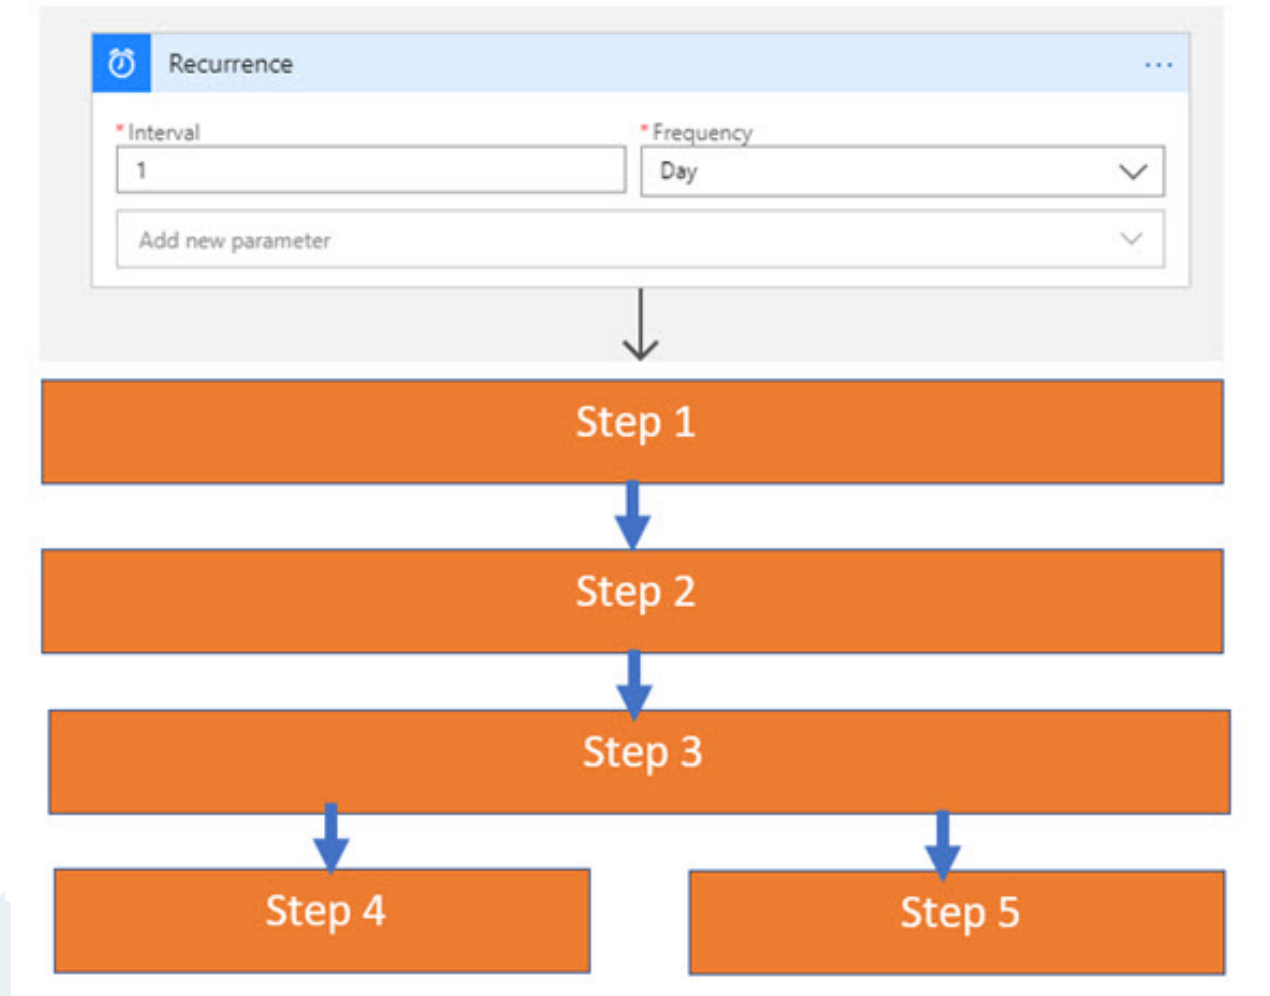 Recurrence
* Interval
* Frequency
1
Day
Add new parameter
Step 1
Step 2
Step 3
Step 4
Step 5